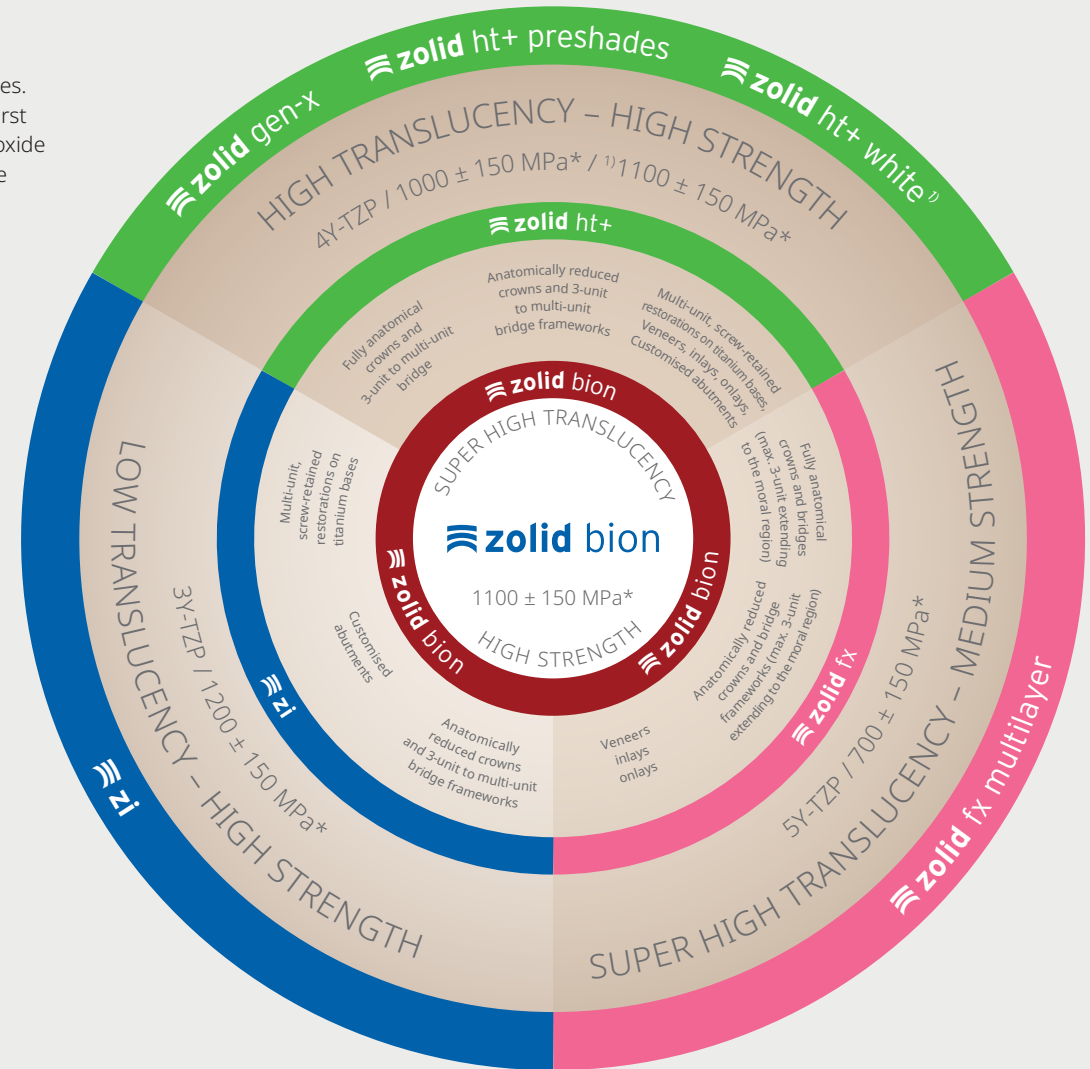 es.
rst
oxide
e
zolid gen-x
zolid ht+ preshades
zolid ht+ white 1)
HIGH TRANSLUCENCY – HIGH STRENGTH
4Y-TZP / 1000 ± 150 MPa* / 1)1100 ± 150 MPa*
zolid ht+
Fully anatomical
crowns and
3-unit to multi-unit
bridge
Anatomically reduced
crowns and 3-unit
to multi-unit
bridge frameworks
Multi-unit, screw-retained
restorations on titanium bases,
Veneers, inlays, onlays,
Customised abutments
zolid bion
SUPER HIGH TRANSLUCENCY
zolid bion
1100 ± 150 MPa*
HIGH STRENGTH
zolid bion
zolid bion
Fully anatomical
crowns and bridges
(max. 3-unit extending
to the moral region)
Anatomically reduced
crowns and bridge
frameworks (max. 3-unit
extending to the moral region)
Veneers
inlays
onlays
zolid fx
5Y-TZP / 700 ± 150 MPa*
SUPER HIGH TRANSLUCENCY – MEDIUM STRENGTH
zolid fx multilayer
Multi-unit,
screw-retained
restorations on
titanium bases
Customised
abutments
Anatomically
reduced crowns
and 3-unit to multi-unit
bridge frameworks
zi
3Y-TZP / 1200 ± 150 MPa*
LOW TRANSLUCENCY – HIGH STRENGTH
zi